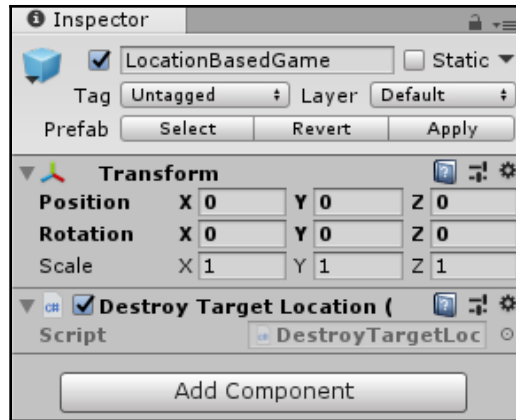 Inspector
LocationBasedGame Static
Tag Untagged Layer Default
Prefab Select Revert Apply
Transform
Position X 0 Y 0 Z 0
Rotation X 0 Y 0 Z 0
Scale X 1 Y 1 Z 1
c# Destroy Target Location (
Script DestroyTargetLoc
Add Component